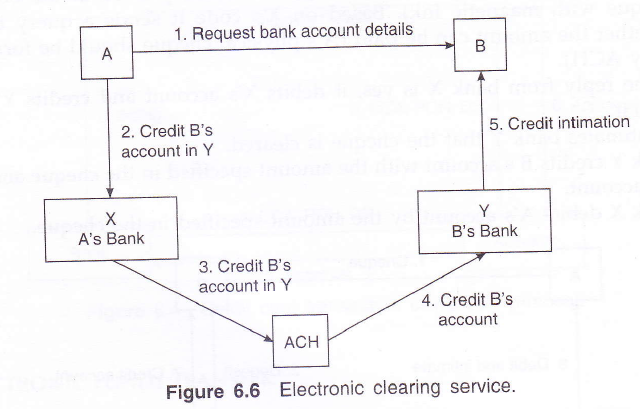 1. Request bank account details
A
B
2. Credit B's
account in Y
5. Credit intimation
X
A's Bank
Y
B's Bank
3. Credit B's
account in Y
4. Credit B's
account
ACH
Figure 6.6 Electronic clearing service.